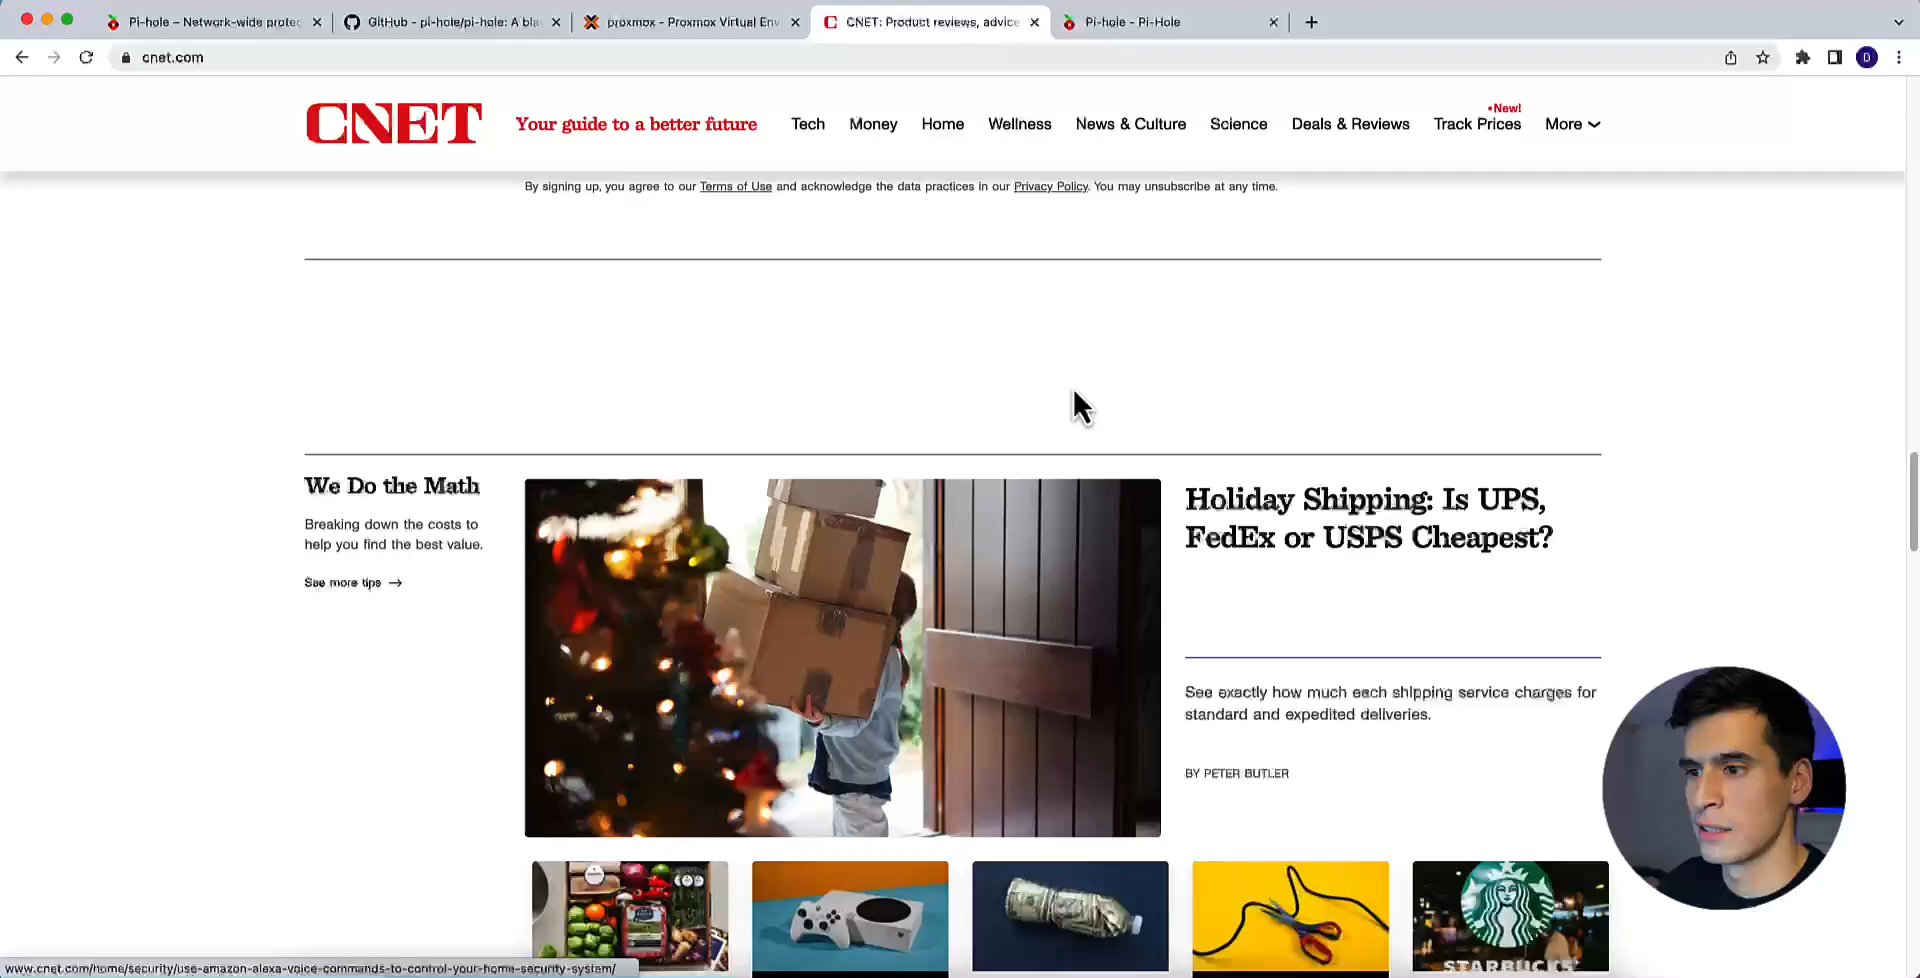 Pi-hole – Network-wide protec
GitHub - pi-hole/pi-hole: A bla
proxmox - Proxmox Virtual Env
CNET: Product reviews, advice
Pi-hole - Pi-Hole
cnet.com
D
CNET
Your guide to a better future
Tech
Money
Home
Wellness
News & Culture
Science
Deals & Reviews
•New!
Track Prices
More
By signing up, you agree to our Terms of Use and acknowledge the data practices in our Privacy Policy. You may unsubscribe at any time.
We Do the Math
Breaking down the costs to
help you find the best value.
See more tips →
Holiday Shipping: Is UPS,
FedEx or USPS Cheapest?
See exactly how much each shipping service charges for
standard and expedited deliveries.
BY PETER BUTLER
STARBUCKS
www.cnet.com/home/security/use-amazon-alexa-voice-commands-to-control-your-home-security-system/